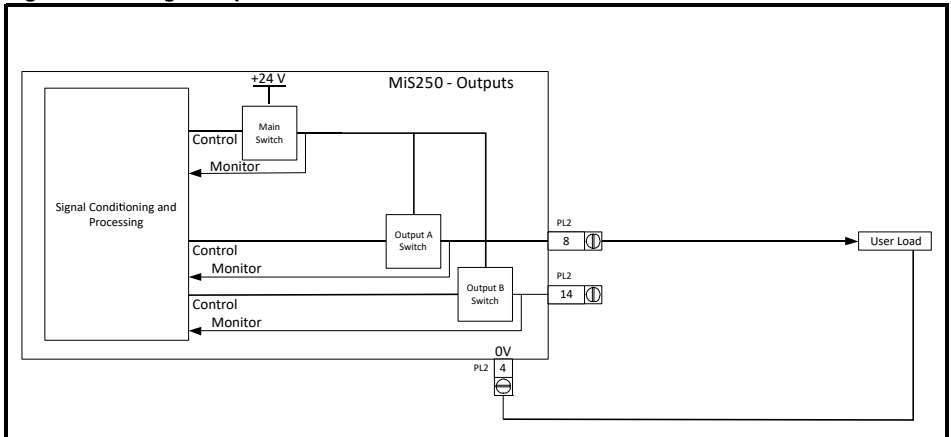 +24 V
MiS250 - Outputs
Main
Switch
Control
Monitor
Signal Conditioning and
Processing
Output A
Switch
Control
Monitor
PL2
8
User Load
Output B
Switch
Control
Monitor
PL2
14
0V
PL2
4